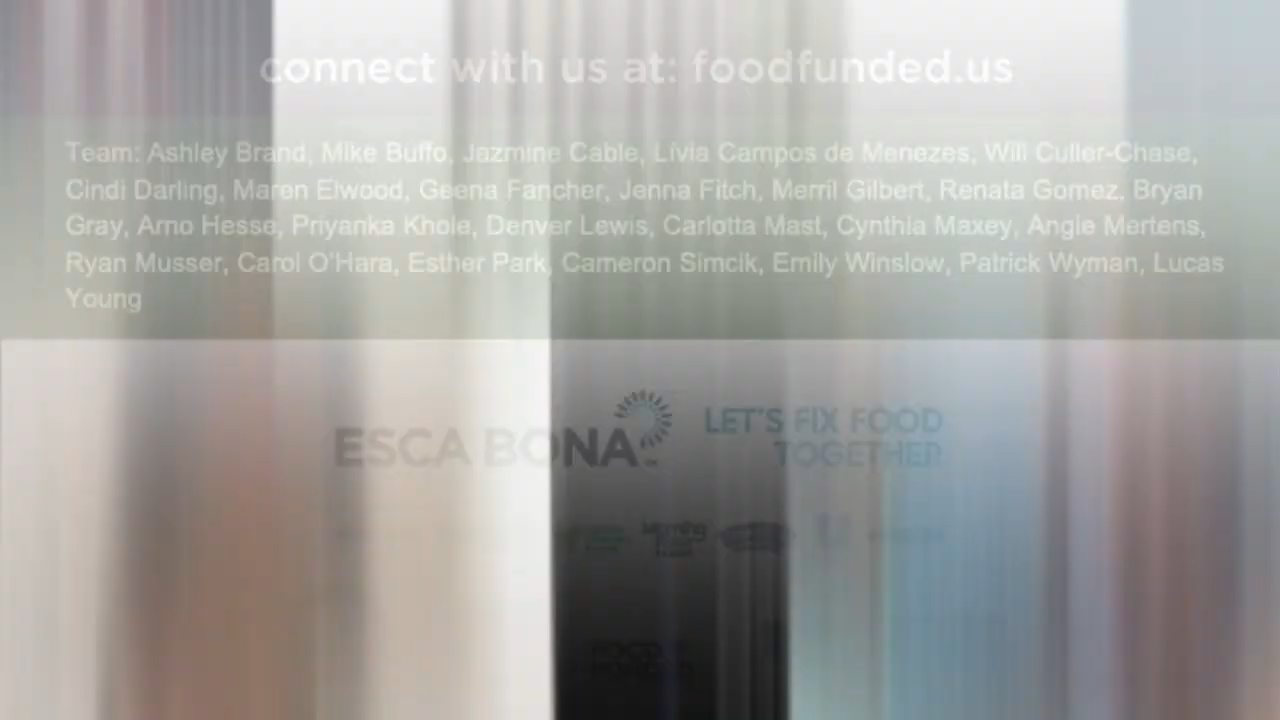 connect with us at: foodfunded.us
Team: Ashley Brand, Mike Buffo, Jazmine Cable, Lívia Campos de Menezes, Will Culler-Chase,
Cindi Darling, Maren Elwood, Geena Fancher, Jenna Fitch, Merril Gilbert, Renata Gomez, Bryan
Gray, Arno Hesse, Priyanka Khole, Denver Lewis, Carlotta Mast, Cynthia Maxey, Angie Mertens,
Ryan Musser, Carol O'Hara, Esther Park, Cameron Simcik, Emily Winslow, Patrick Wyman, Lucas
Young
ESCA BONA
LET'S FIX FOOD
TOGETHER